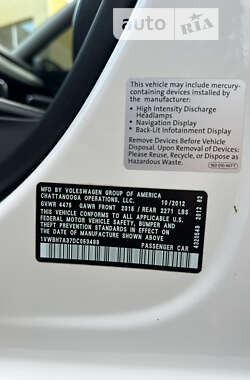 auto RIA
This vehicle may include mercury-
containing devices installed by
the manufacturer:
• High Intensity Discharge
Headlamps
• Navigation Display
• Back-Lit Infotainment Display
Remove Devices Before Vehicle Disposal
Upon Removal of Devices
Please Reuse, Recycle, or Dispose as
Hazardous Waste.
MFD BY VOLKSWAGEN GROUP OF AMERICA
CHATTANOOGA OPERATIONS, LLC. 10/2012
GVWR 4476 GAWR FRONT 2316 / REAR 2271 LBS
THIS VEHICLE CONFORMS TO ALL APPLICABLE U.S.
FEDERAL MOTOR VEHICLE SAFETY, BUMPER, AND
THEFT PREVENTION STANDARDS IN EFFECT ON
THE DATE OF MANUFACTURE SHOWN ABOVE.
PASSENGER CAR